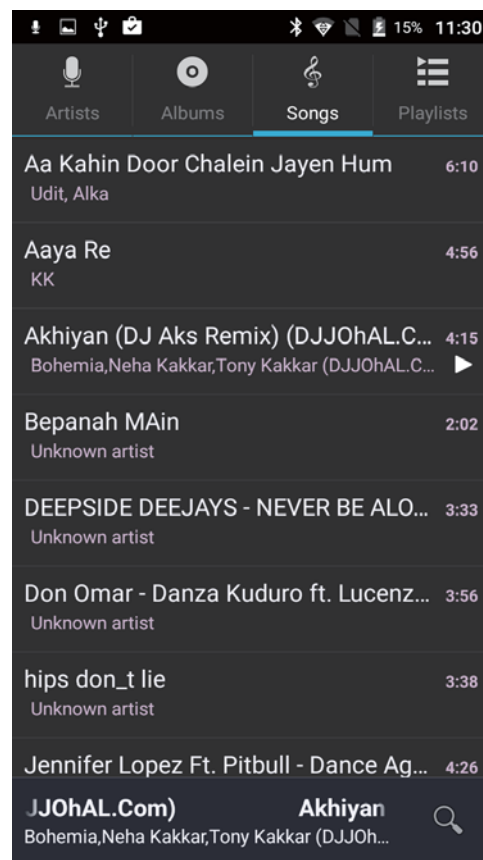 15% 11:30
Artists Albums Songs Playlists
Aa Kahin Door Chalein Jayen Hum 6:10
Udit, Alka
Aaya Re 4:56
KK
Akhiyan (DJ Aks Remix) (DJJOhAL.C... 4:15
Bohemia,Neha Kakkar,Tony Kakkar (DJJOhAL.C...
Bepanah MAin 2:02
Unknown artist
DEEPSIDE DEEJAYS - NEVER BE ALO... 3:33
Unknown artist
Don Omar - Danza Kuduro ft. Lucenz... 3:56
Unknown artist
hips don_t lie 3:38
Unknown artist
Jennifer Lopez Ft. Pitbull - Dance Ag... 4:26
JJOhAL.Com) Akhiyan
Bohemia,Neha Kakkar,Tony Kakkar (DJJOh...